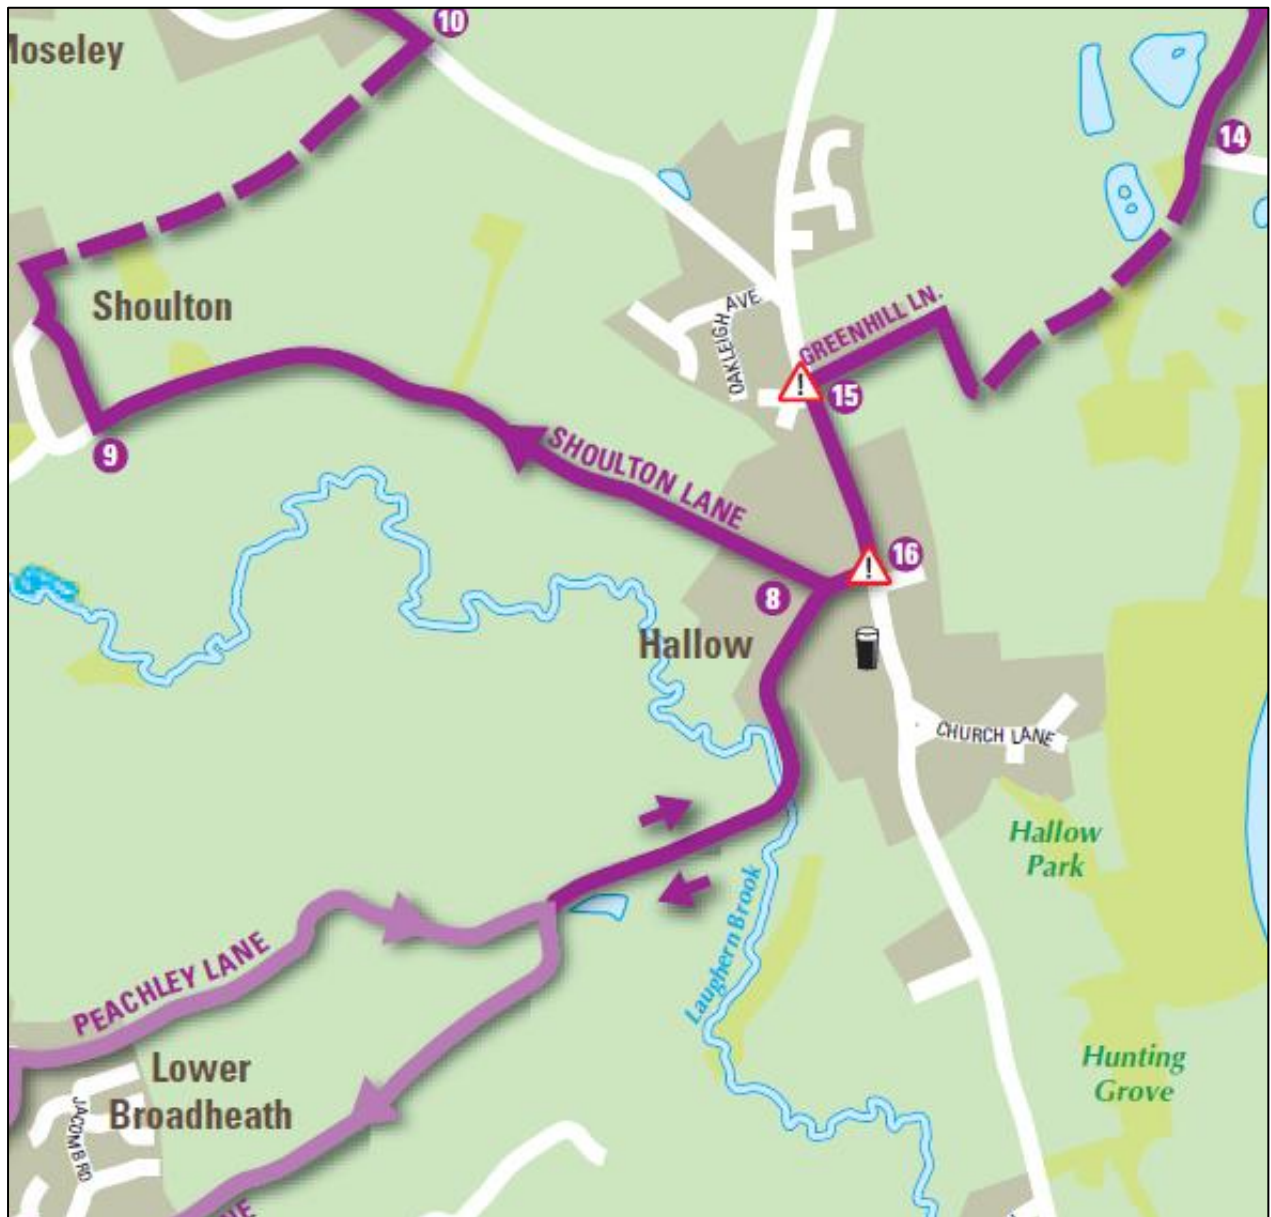 10
Moseley
14
Shoulton
OAKLEIGH AVE
GREENHILL LN.
15
9
SHOULTON LANE
16
8
Hallow
CHURCH LANE
Hallow
Park
Laughern Brook
PEACHLEY LANE
Lower
Broadheath
JACOMB RD
Hunting
Grove